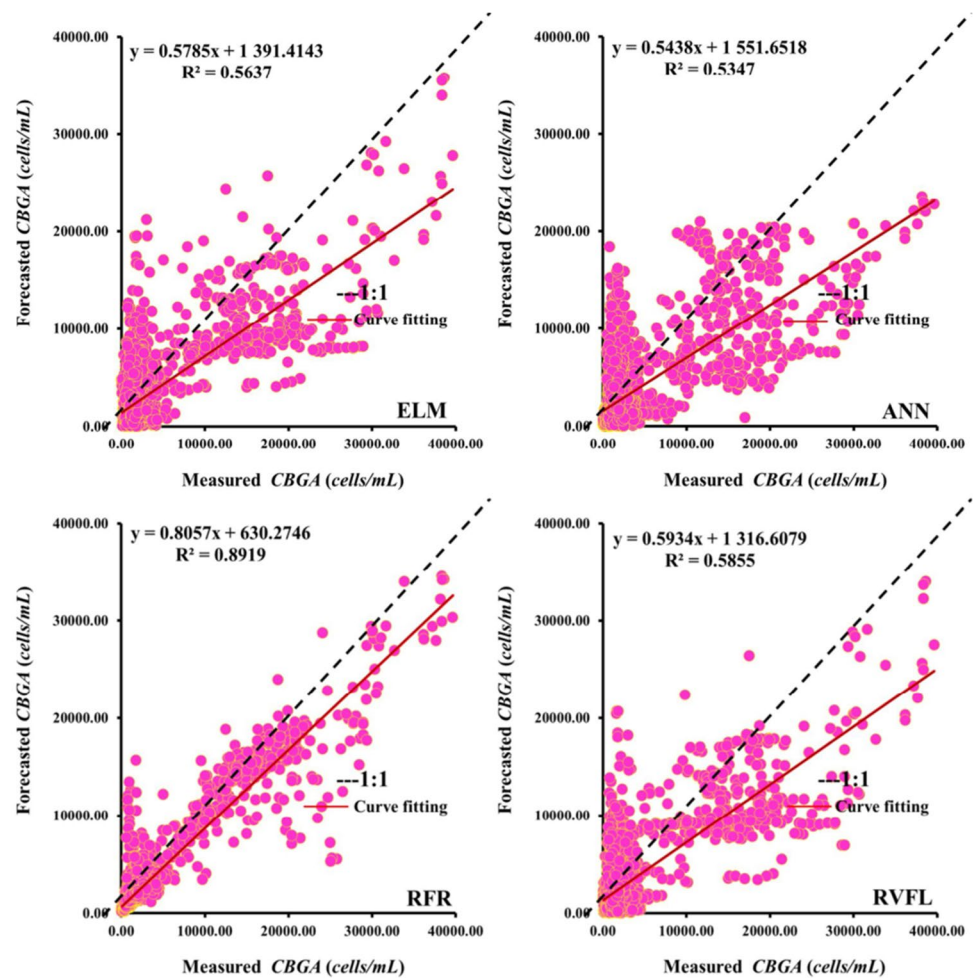 40000.00
y = 0.5785x + 1 391.4143
R² = 0.5637
30000.00
20000.00
10000.00
0.00
Forecasted CBGA (cells/mL)
---1:1
Curve fitting
ELM
0.00 10000.00 20000.00 30000.00 40000.00
Measured CBGA (cells/mL)
40000.00
y = 0.5438x + 1 551.6518
R² = 0.5347
30000.00
20000.00
10000.00
0.00
Forecasted CBGA (cells/mL)
---1:1
Curve fitting
ANN
0.00 10000.00 20000.00 30000.00 40000.00
Measured CBGA (cells/mL)
40000.00
y = 0.8057x + 630.2746
R² = 0.8919
30000.00
20000.00
10000.00
0.00
Forecasted CBGA (cells/mL)
---1:1
Curve fitting
RFR
0.00 10000.00 20000.00 30000.00 40000.00
Measured CBGA (cells/mL)
40000.00
y = 0.5934x + 1 316.6079
R² = 0.5855
30000.00
20000.00
10000.00
0.00
Forecasted CBGA (cells/mL)
---1:1
Curve fitting
RVFL
0.00 10000.00 20000.00 30000.00 40000.00
Measured CBGA (cells/mL)